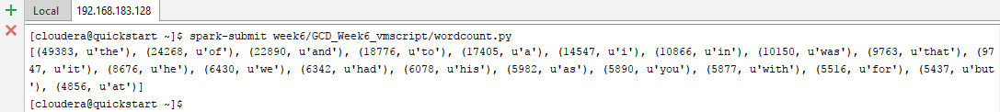 Local 192.168.183.128
[cloudera@quickstart ~]$ spark-submit week6/GCD_Week6_vmscript/wordcount.py
[(49383, u'the'), (24268, u'of'), (22890, u'and'), (18776, u'to'), (17405, u'a'), (14547, u'i'), (10866, u'in'), (10150, u'was'), (9763, u'that'), (97
47, u'it'), (8676, u'he'), (6430, u'we'), (6342, u'had'), (6078, u'his'), (5982, u'as'), (5890, u'you'), (5877, u'with'), (5516, u'for'), (5437, u'but
'), (4856, u'at')]
[cloudera@quickstart ~]$